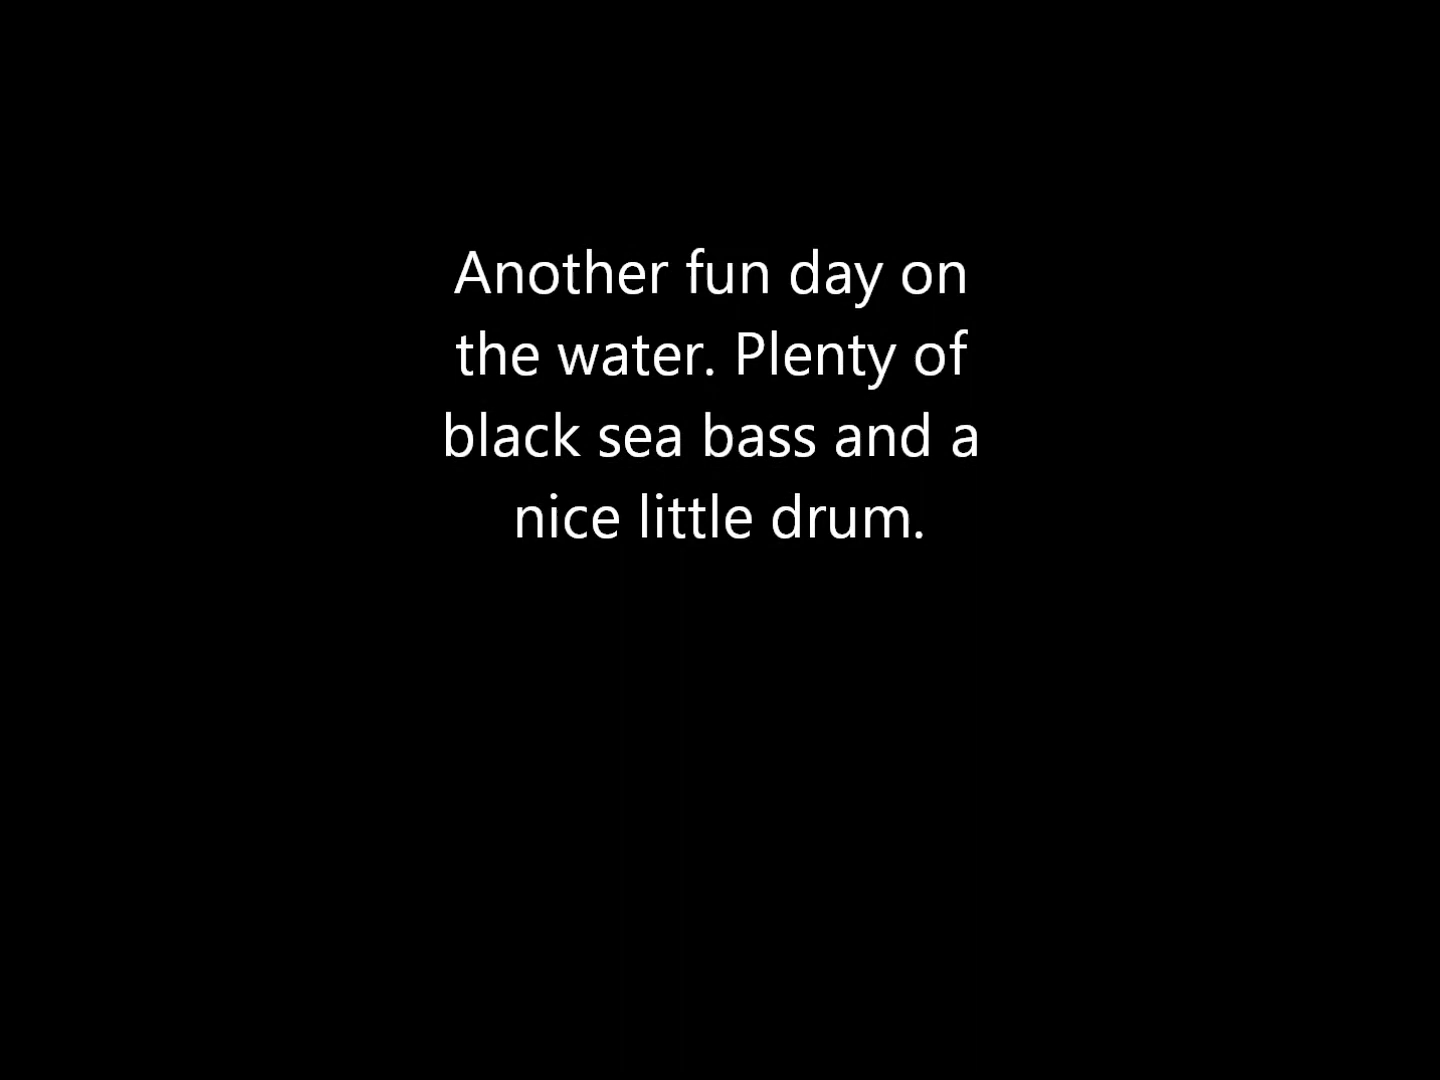 Another fun day on
the water. Plenty of
black sea bass and a
nice little drum.